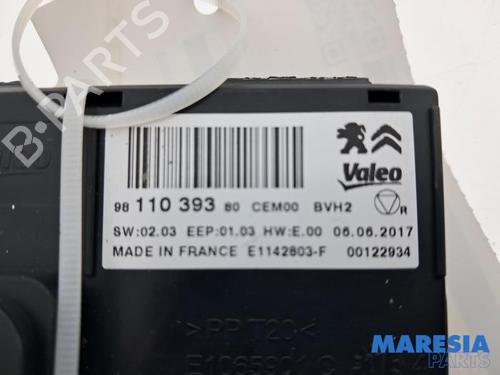 B-PARTS
Valeo
98 110 393 80 CEM00 BVH2
R
SW:02.03 EEP:01.03 HW:E.00 06.06.2017
MADE IN FRANCE E1142803-F 00122934
>PP T20<
MARESIA
PARTS